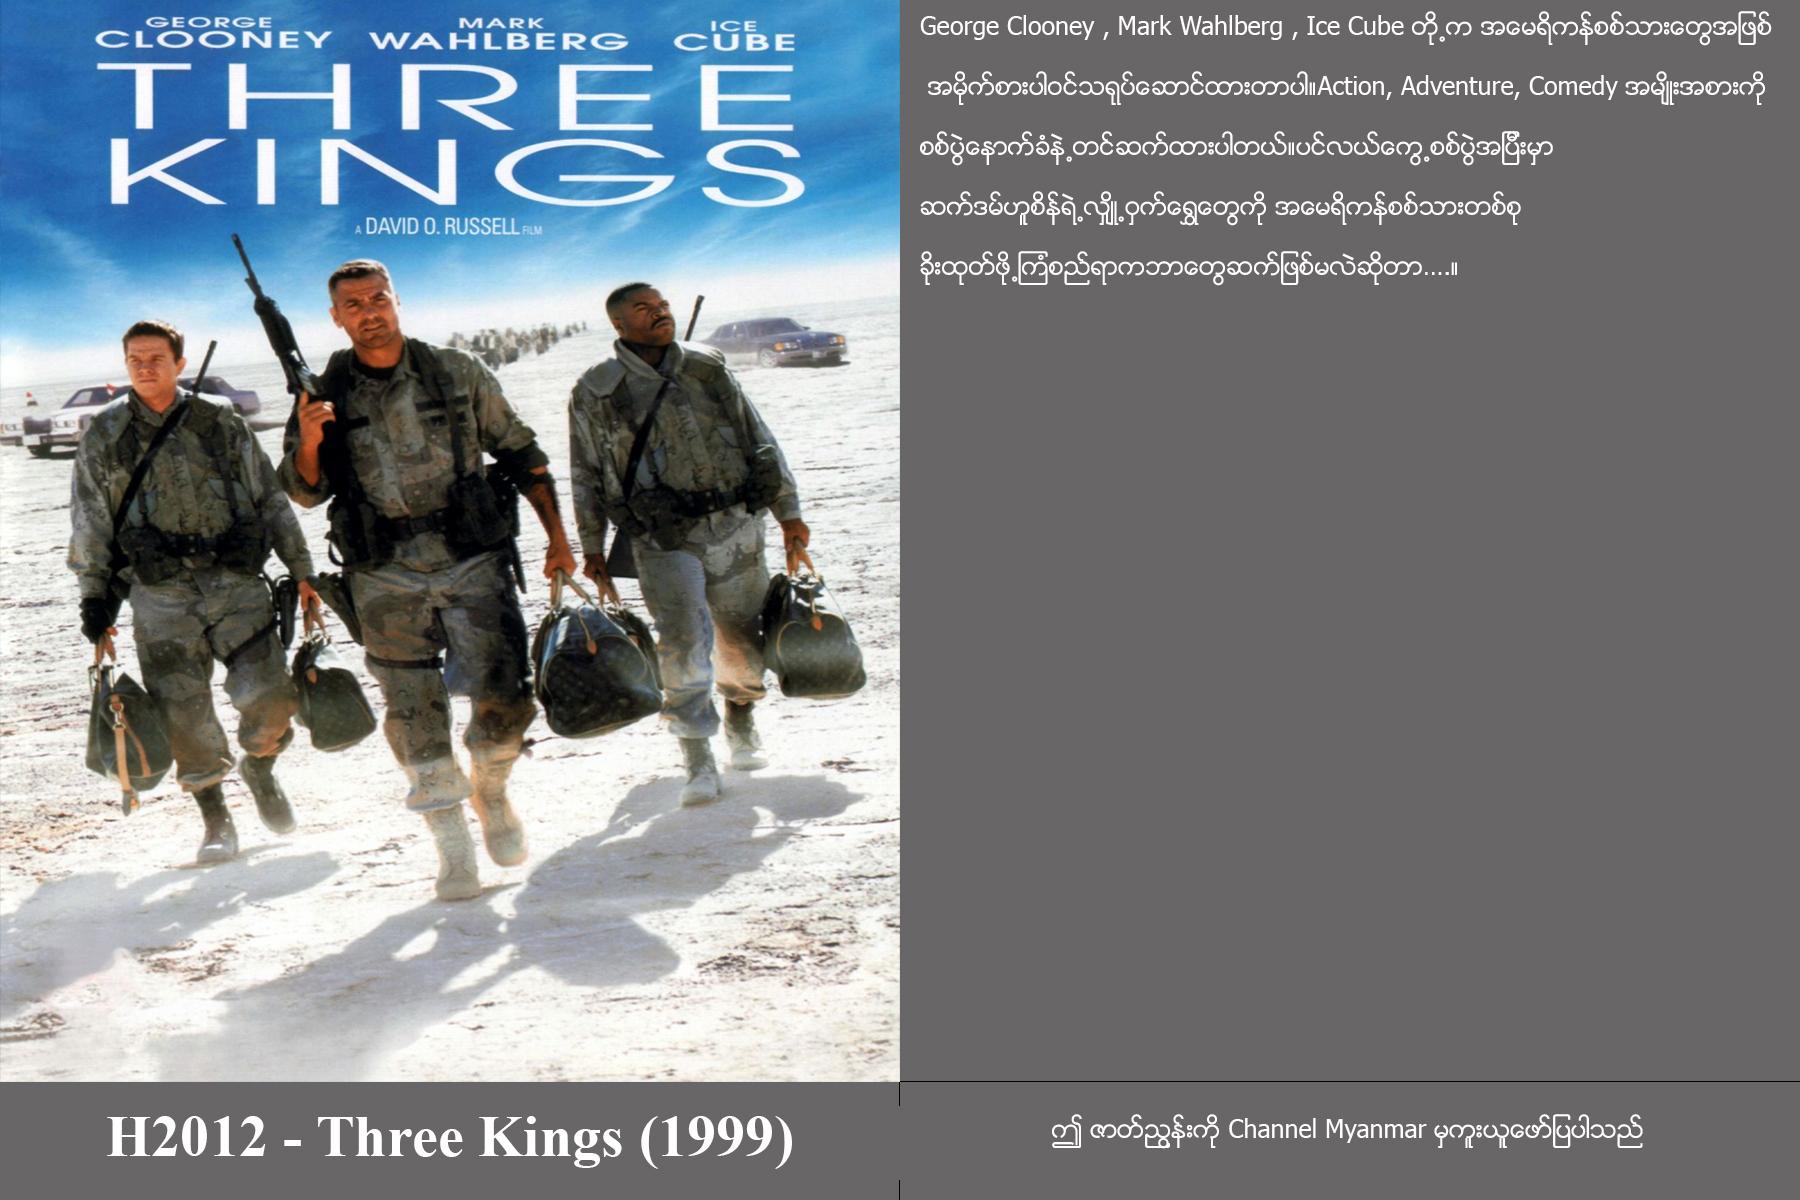 GEORGE CLOONEY MARK WAHLBERG ICE CUBE
THREE
KINGS
A DAVID O. RUSSELL FILM
George Clooney , Mark Wahlberg , Ice Cube တို့က အမေရိကန်စစ်သားတွေအဖြစ်
အမိုက်စားပါဝင်သရုပ်ဆောင်ထားတာပါ။Action, Adventure, Comedy အမျိုးအစားကို
စစ်ပွဲနောက်ခံနဲ့တင်ဆက်ထားပါတယ်။ပင်လယ်ကွေ့စစ်ပွဲအပြီးမှာ
ဆက်ဒမ်ဟူစိန်ရဲ့လျှို့ဝှက်ရွှေတွေကို အမေရိကန်စစ်သားတစ်စု
ခိုးထုတ်ဖို့ကြံစည်ရာကဘာတွေဆက်ဖြစ်မလဲဆိုတာ....။
H2012 - Three Kings (1999)
ဤ ဇာတ်ညွှန်းကို Channel Myanmar မှကူးယူဖော်ပြပါသည်